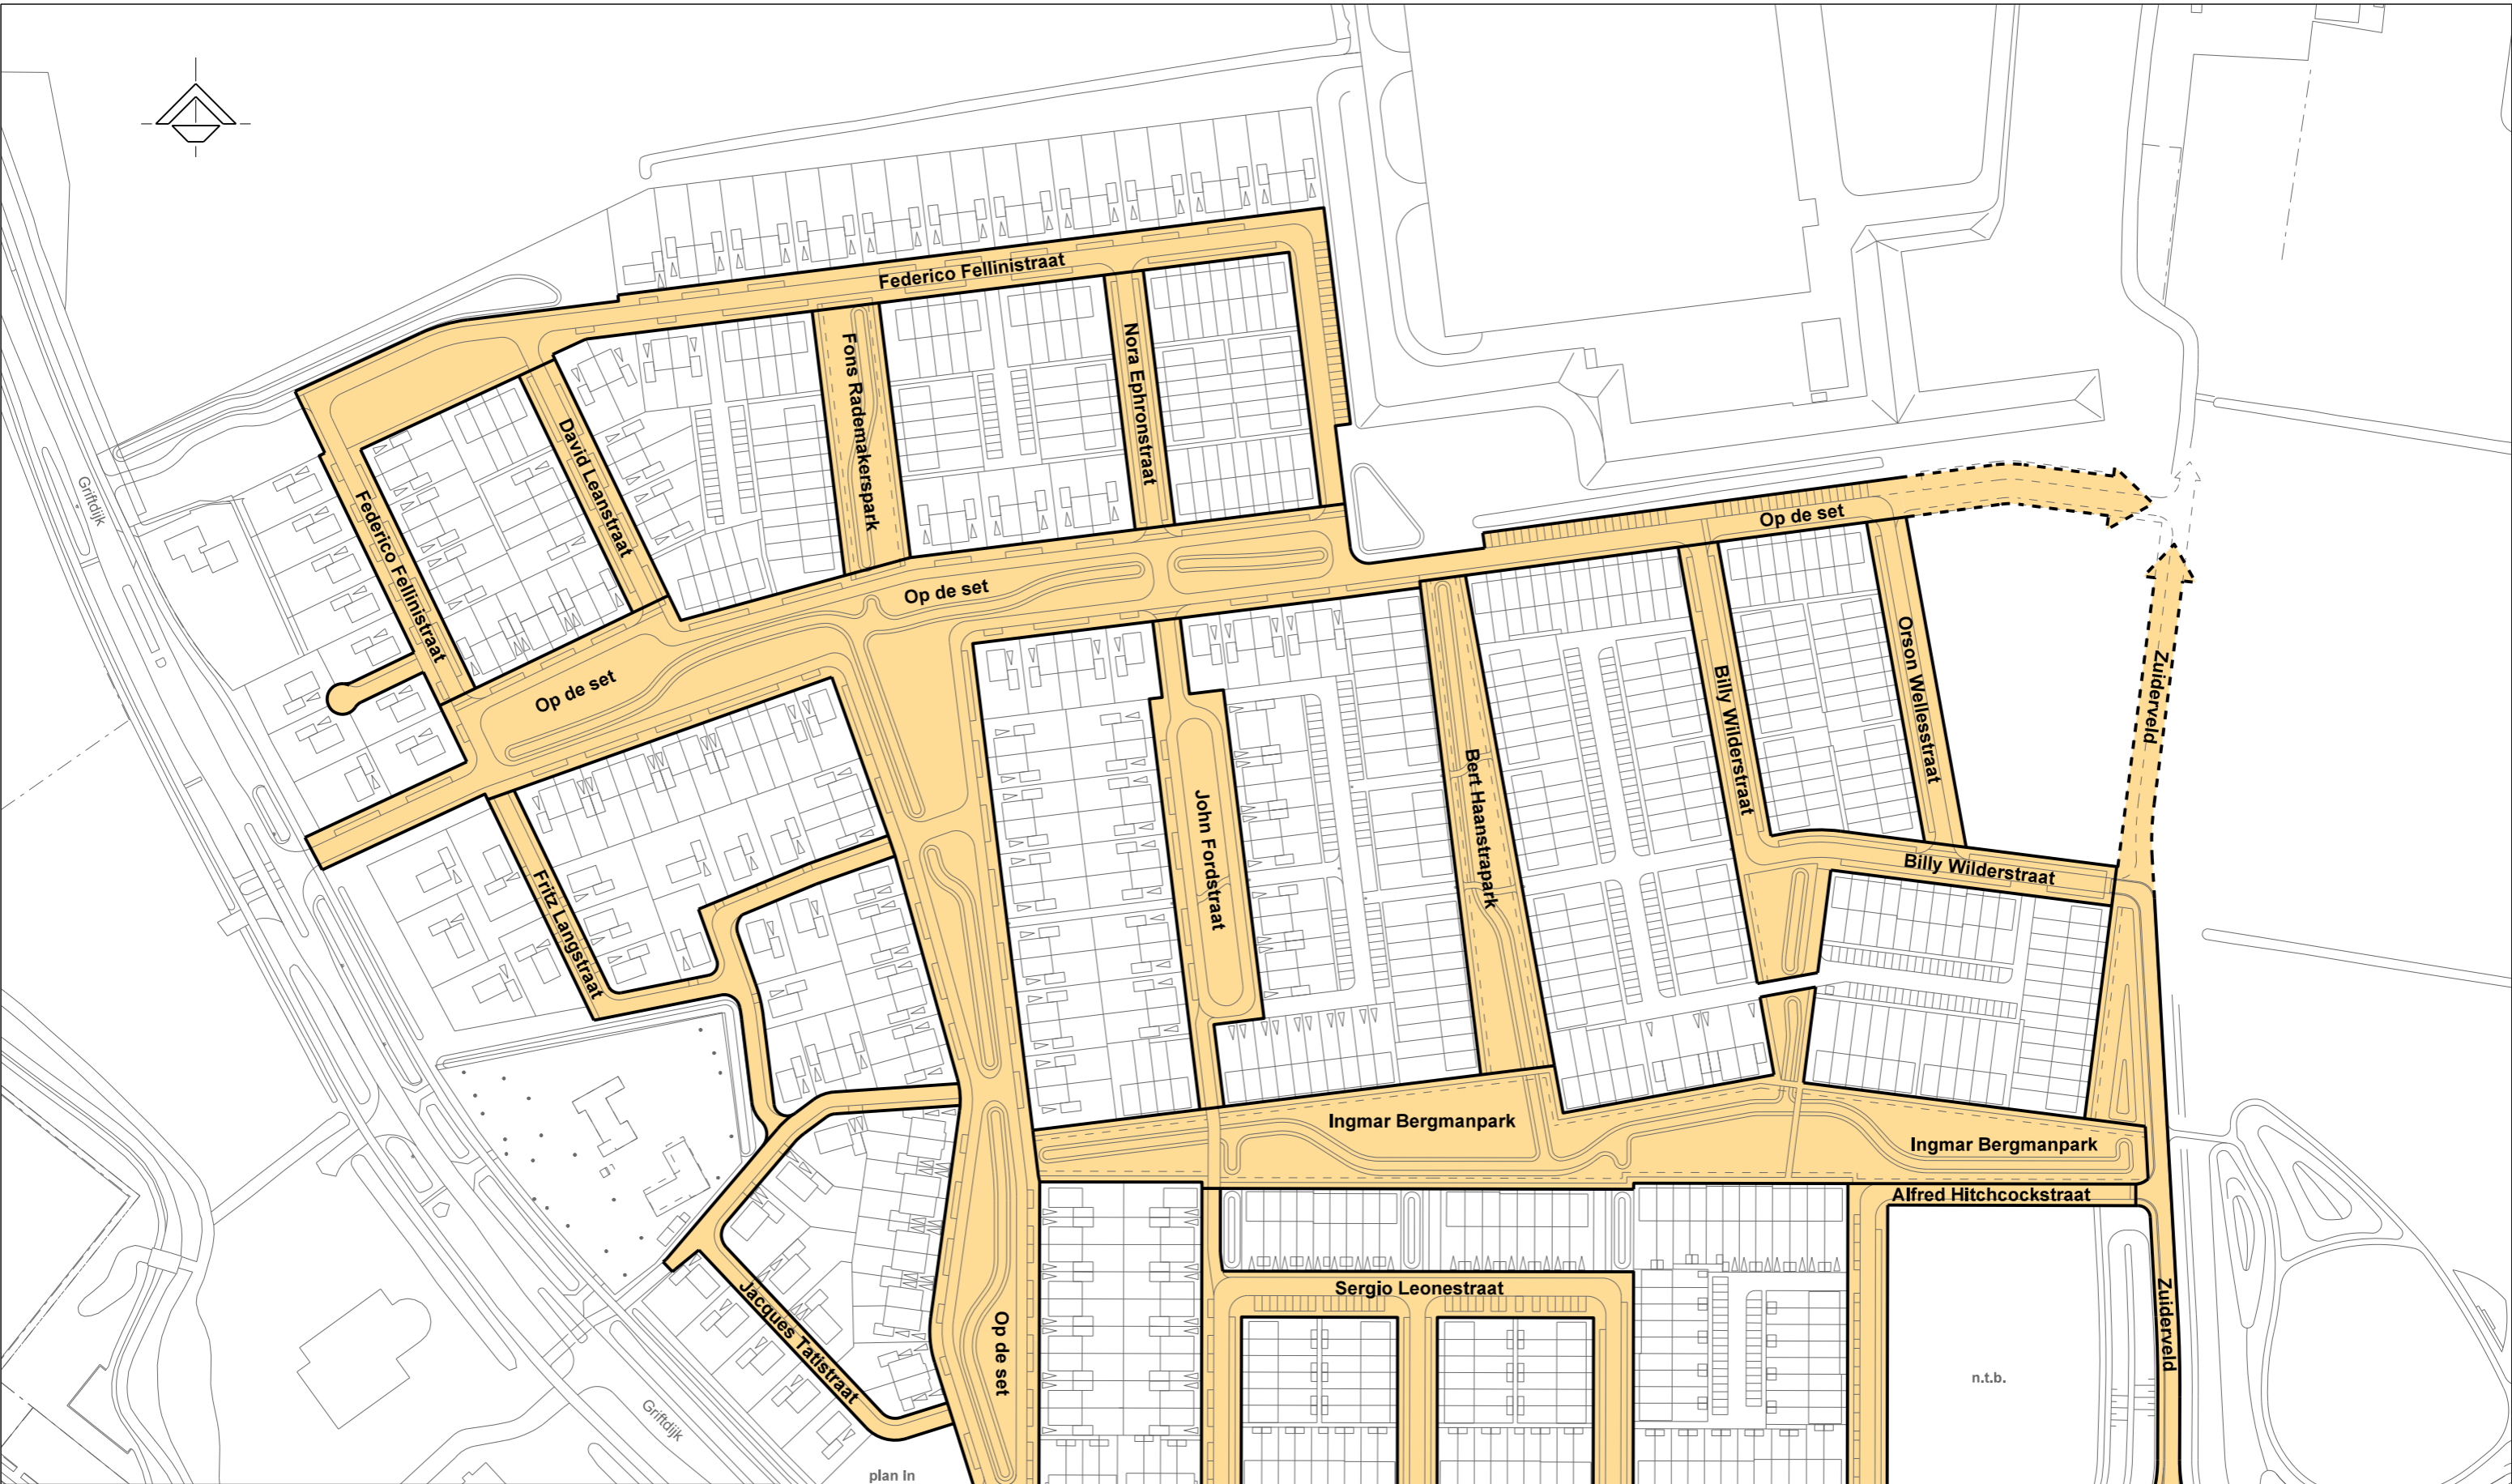 Federico Fellinistraat
Fons Rademakerspark
Nora Ephronstraat
David Leanstraat
Griftdijk
Federico Fellinistraat
Op de set
Op de set
Op de set
Orson Wellesstraat
Zuiderveld
Billy Wilderstraat
Bert Haanstrapark
John Fordstraat
Billy Wilderstraat
Fritz Langstraat
Ingmar Bergmanpark
Ingmar Bergmanpark
Alfred Hitchcockstraat
Sergio Leonestraat
Jacques Tatistraat
Op de set
Zuiderveld
n.t.b.
Griftdijk
plan in